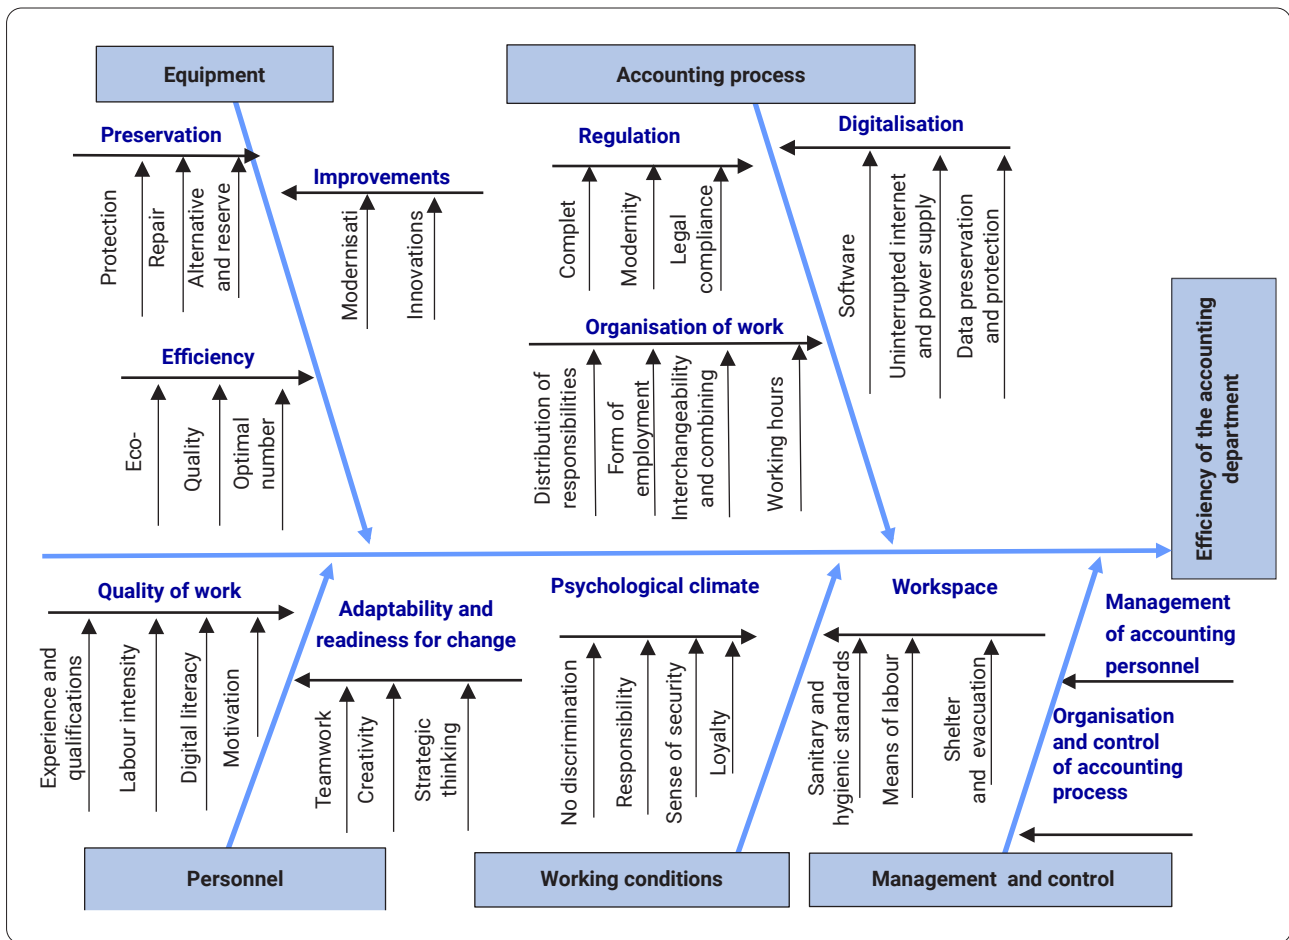 Equipment
Accounting process
Preservation
Protection
Repair
Alternative
and reserve
Improvements
Modernisati
Innovations
Efficiency
Eco-
Quality
Optimal
number
Regulation
Complet
Modernity
Legal
compliance
Digitalisation
Software
Uninterrupted internet
and power supply
Data preservation
and protection
Organisation of work
Distribution of
responsibilities
Form of
employment
Interchangeability
and combining
Working hours
Efficiency of the accounting
department
Quality of work
Experience and
qualifications
Labour intensity
Digital literacy
Motivation
Adaptability and
readiness for change
Teamwork
Creativity
Strategic
thinking
Psychological climate
No discrimination
Responsibility
Sense of security
Loyalty
Workspace
Sanitary and
hygienic standards
Means of labour
Shelter
and evacuation
Management
of accounting
personnel
Organisation
and control
of accounting
process
Personnel
Working conditions
Management and control